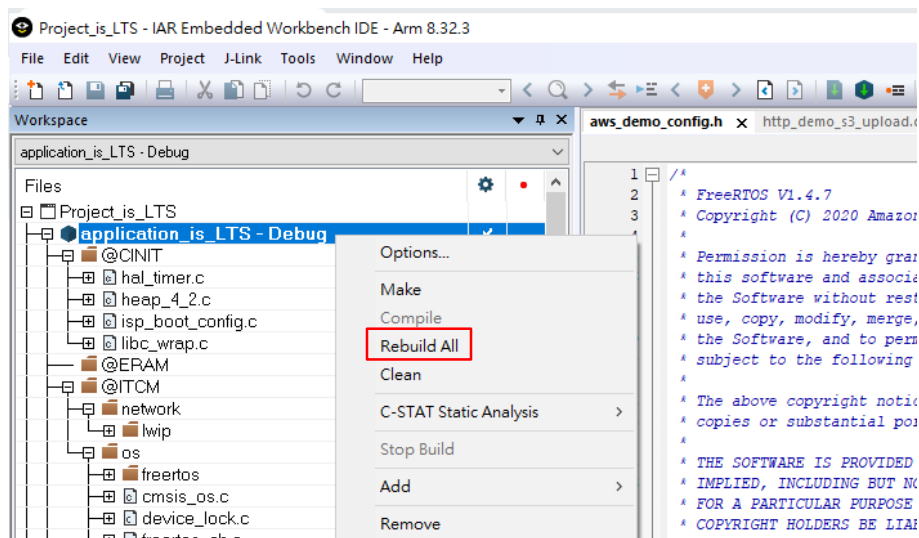 Project_is_LTS - IAR Embedded Workbench IDE - Arm 8.32.3
File Edit View Project J-Link Tools Window Help
Workspace
application_is_LTS - Debug
Files
Project_is_LTS
application_is_LTS - Debug
@CINIT
hal_timer.c
heap_4_2.c
isp_boot_config.c
libc_wrap.c
@ERAM
@ITCM
network
lwip
os
freertos
cmsis_os.c
device_lock.c
Options...
Make
Compile
Rebuild All
Clean
C-STAT Static Analysis
Stop Build
Add
Remove
aws_demo_config.h x http_demo_s3_upload.
1 /*
2 * FreeRTOS V1.4.7
3 * Copyright (C) 2020 Amazon
*
* Permission is hereby gran
* this software and associa
* the Software without rest
* use, copy, modify, merge,
* the Software, and to perm
* subject to the following
*
* The above copyright notic
* copies or substantial por
*
* THE SOFTWARE IS PROVIDED
* IMPLIED, INCLUDING BUT NO
* FOR A PARTICULAR PURPOSE
* COPYRIGHT HOLDERS BE LIAB